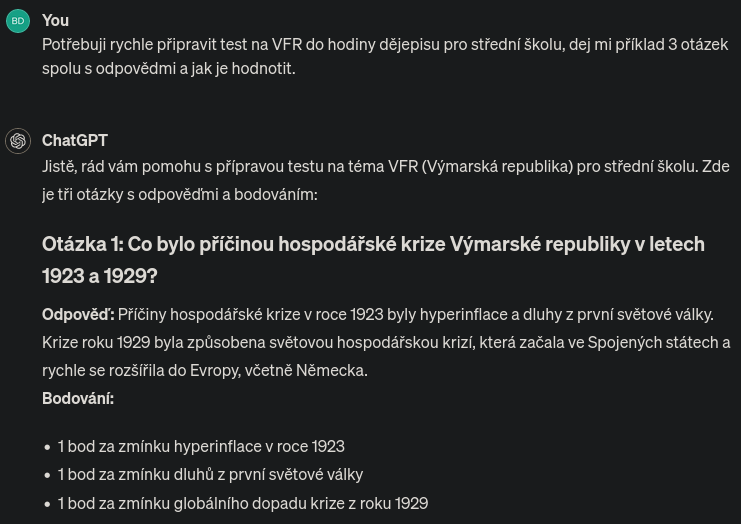 BD
You
Potřebuji rychle připravit test na VFR do hodiny dějepisu pro střední školu, dej mi příklad 3 otázek
spolu s odpovědmi a jak je hodnotit.
ChatGPT
Jistě, rád vám pomohu s přípravou testu na téma VFR (Výmarská republika) pro střední školu. Zde
je tři otázky s odpověďmi a bodováním:
Otázka 1: Co bylo příčinou hospodářské krize Výmarské republiky v letech
1923 a 1929?
Odpověď: Příčiny hospodářské krize v roce 1923 byly hyperinflace a dluhy z první světové války.
Krize roku 1929 byla způsobena světovou hospodářskou krizí, která začala ve Spojených státech a
rychle se rozšířila do Evropy, včetně Německa.
Bodování:
• 1 bod za zmínku hyperinflace v roce 1923
• 1 bod za zmínku dluhů z první světové války
• 1 bod za zmínku globálního dopadu krize z roku 1929